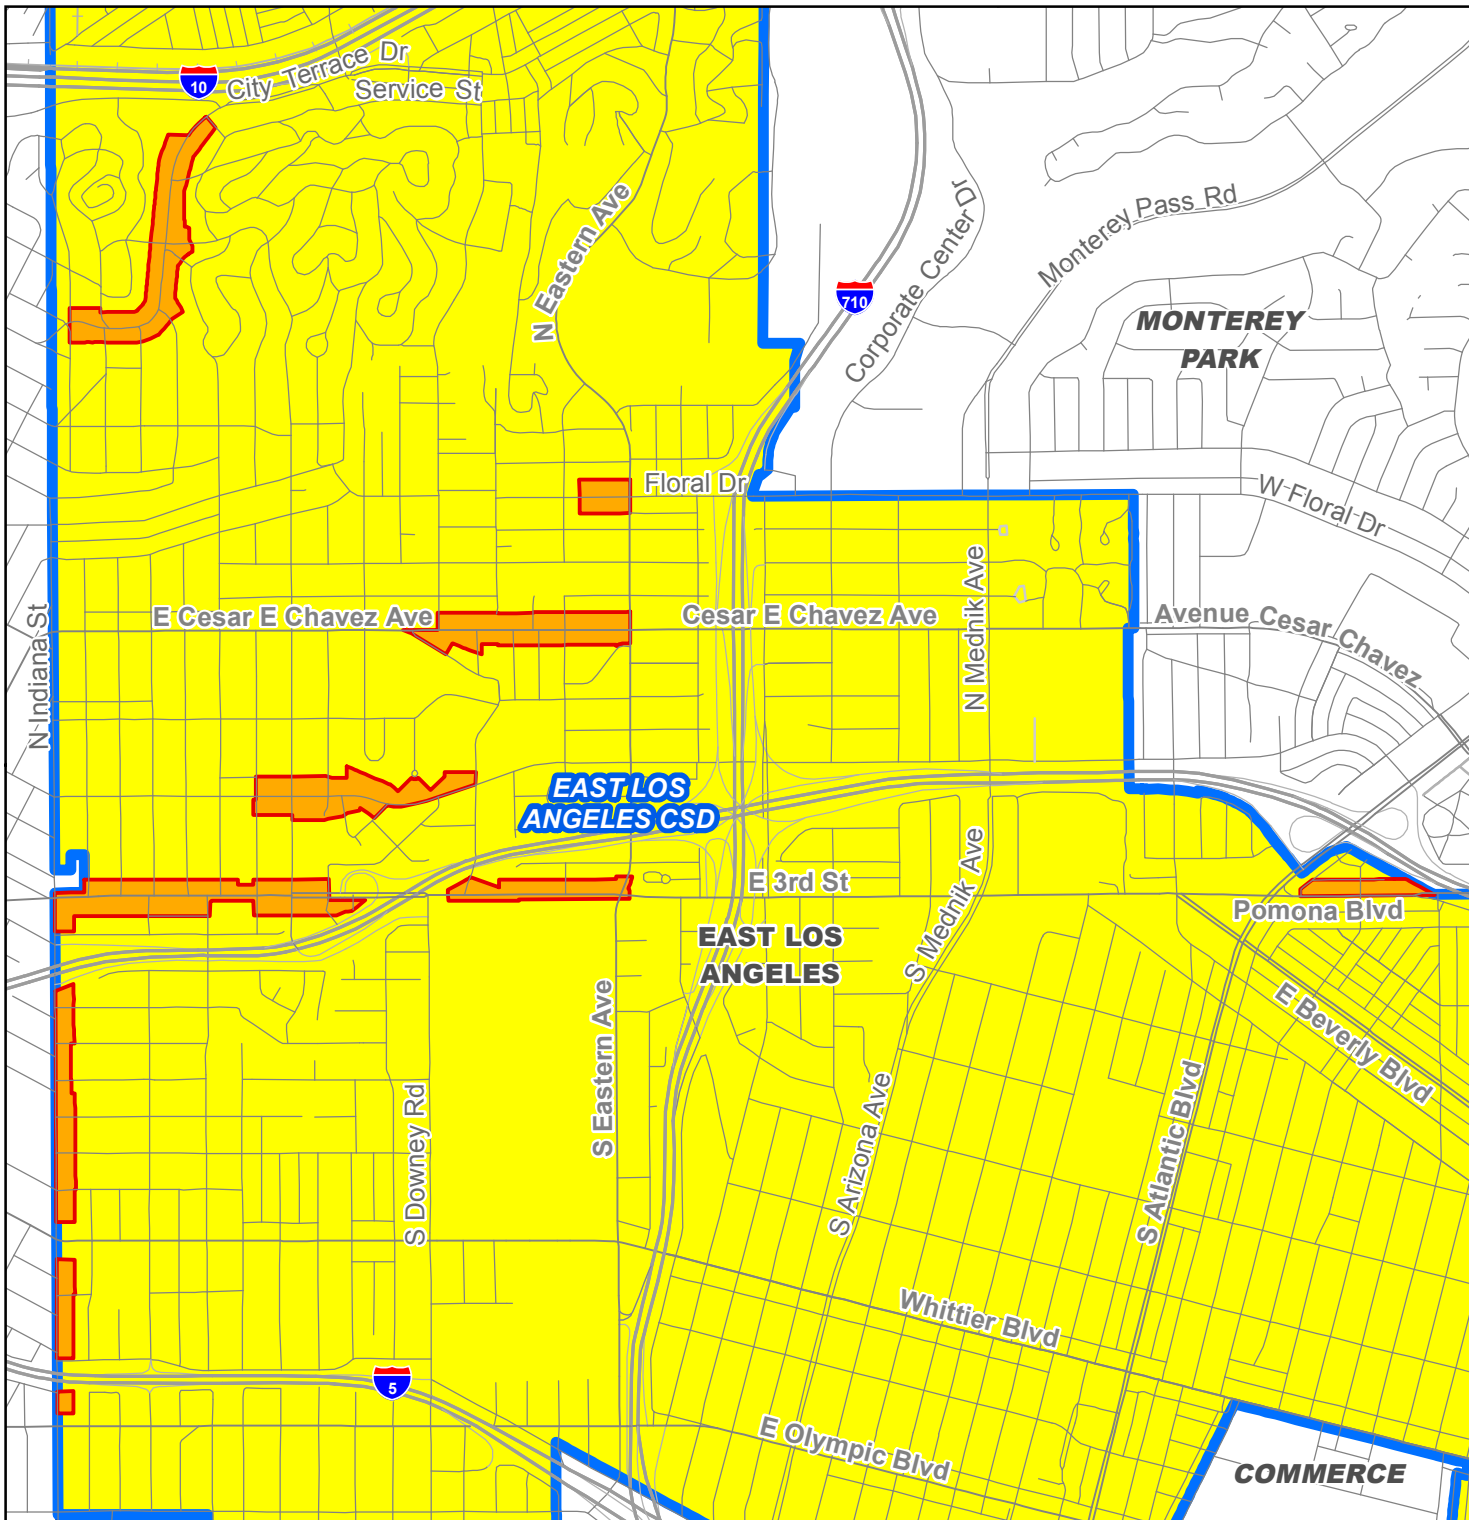 City Terrace Dr
10
Service St
N Eastern Ave
Corporate Center Dr
Monterey Pass Rd
710
MONTEREY
PARK
Floral Dr
W Floral Dr
N Mednik Ave
N Indiana St
E Cesar E Chavez Ave
Cesar E Chavez Ave
Avenue Cesar Chavez
EAST LOS
ANGELES CSD
E 3rd St
S Mednik Ave
Pomona Blvd
EAST LOS
ANGELES
S Eastern Ave
E Beverly Blvd
S Downey Rd
S Arizona Ave
S Atlantic Blvd
Whittier Blvd
5
E Olympic Blvd
COMMERCE